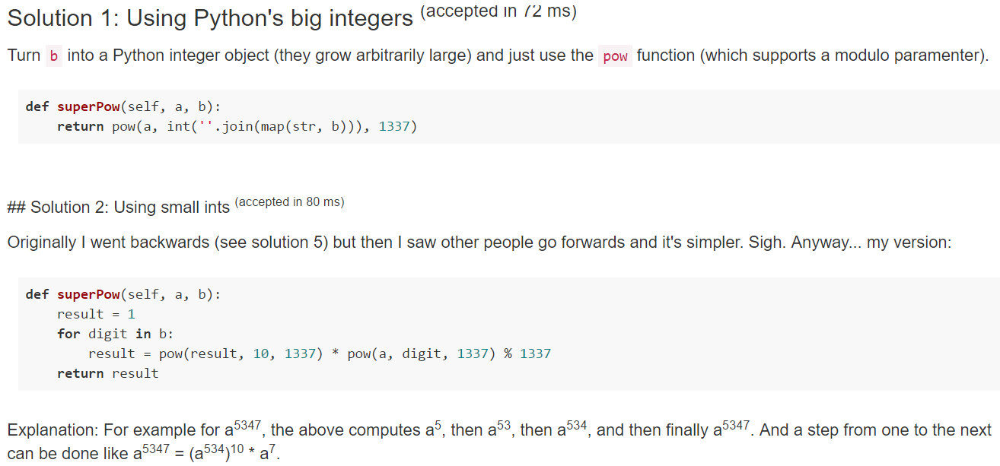 Solution 1: Using Python's big integers (accepted in 72 ms)
Turn b into a Python integer object (they grow arbitrarily large) and just use the pow function (which supports a modulo paramenter).
def superPow(self, a, b):
    return pow(a, int(''.join(map(str, b))), 1337)
## Solution 2: Using small ints (accepted in 80 ms)
Originally I went backwards (see solution 5) but then I saw other people go forwards and it's simpler. Sigh. Anyway... my version:
def superPow(self, a, b):
    result = 1
    for digit in b:
        result = pow(result, 10, 1337) * pow(a, digit, 1337) % 1337
    return result
Explanation: For example for a^5347, the above computes a^5, then a^53, then a^534, and then finally a^5347. And a step from one to the next
can be done like a^5347 = (a^534)^10 * a^7.